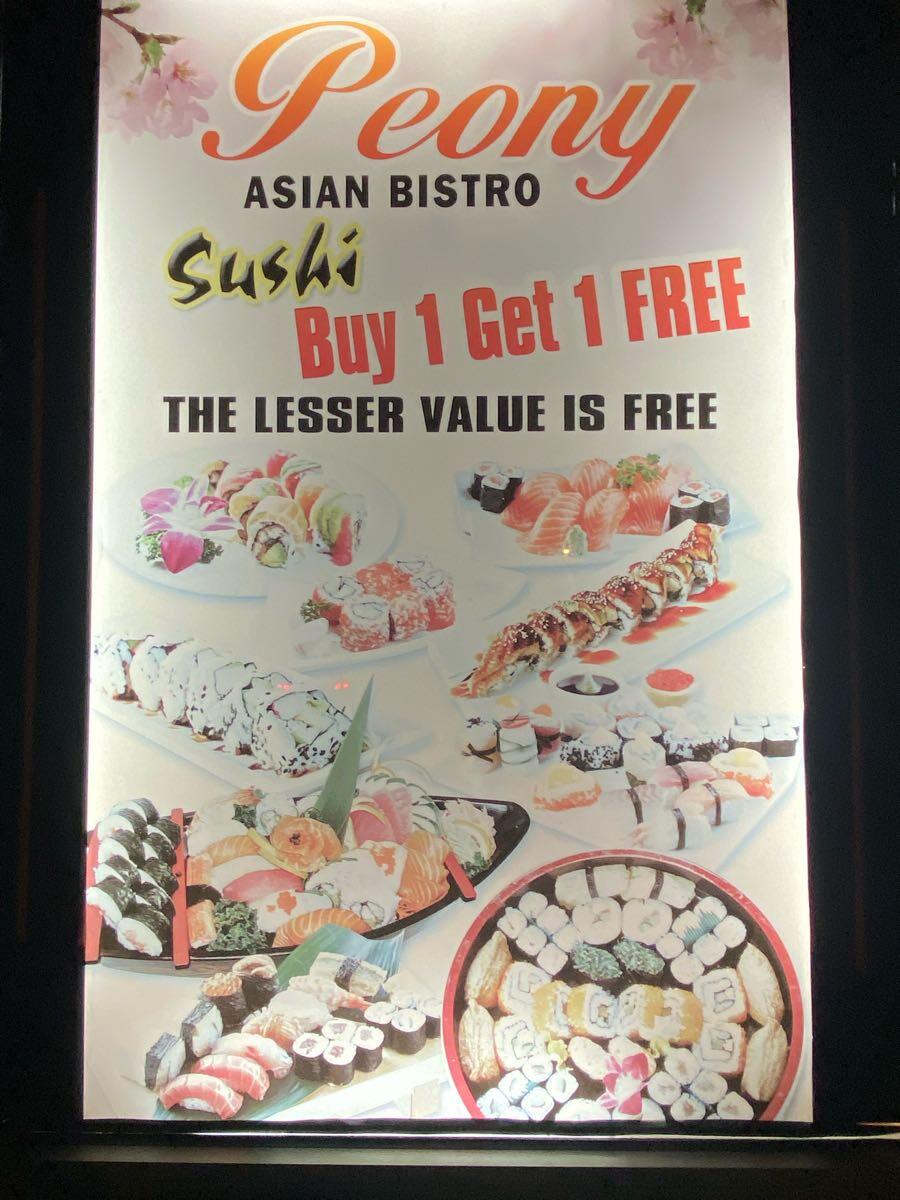 Peony
ASIAN BISTRO
Sushi
Buy 1 Get 1 FREE
THE LESSER VALUE IS FREE